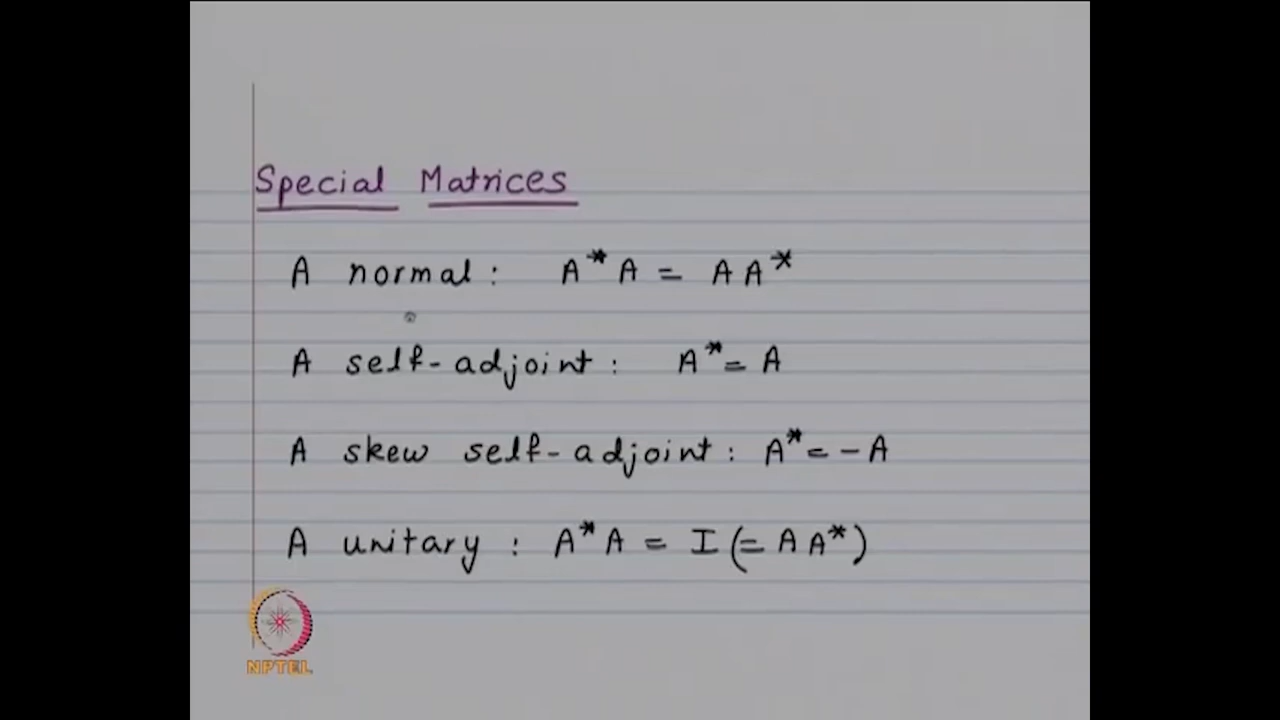 Special Matrices
A normal: A*A = AA*
A self-adjoint: A* = A
A skew self-adjoint: A* = -A
A unitary: A*A = I (= AA*)
NPTEL